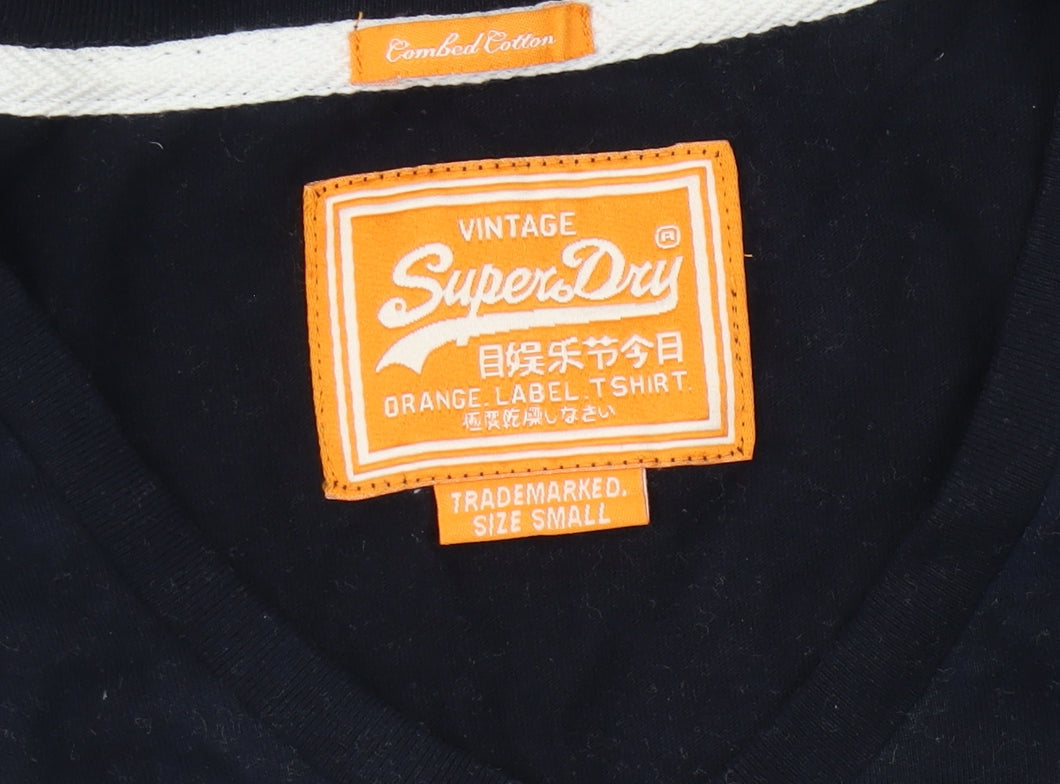 Combed Cotton
VINTAGE
SuperDry ®
目娱乐节今目
ORANGE.LABEL.TSHIRT.
極度乾燥しなさい
TRADEMARKED.
SIZE SMALL